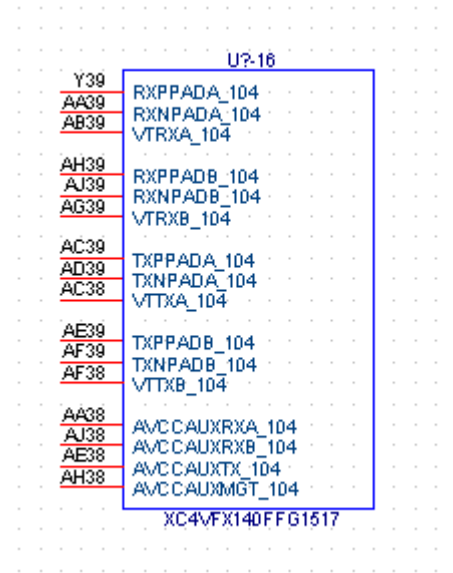 U?-16
Y39 RXPPADA_104
AA39 RXNPADA_104
AB39 VTRXA_104
AH39 RXPPADB_104
AJ39 RXNPADB_104
AG39 VTRXB_104
AC39 TXPPADA_104
AD39 TXNPADA_104
AC38 VTTXA_104
AE39 TXPPADB_104
AF39 TXNPADB_104
AF38 VTTXB_104
AA38 AVCCAUXRXA_104
AJ38 AVCCAUXRXB_104
AE38 AVCCAUXTX_104
AH38 AVCCAUXMGT_104
XC4VFX140FFG1517